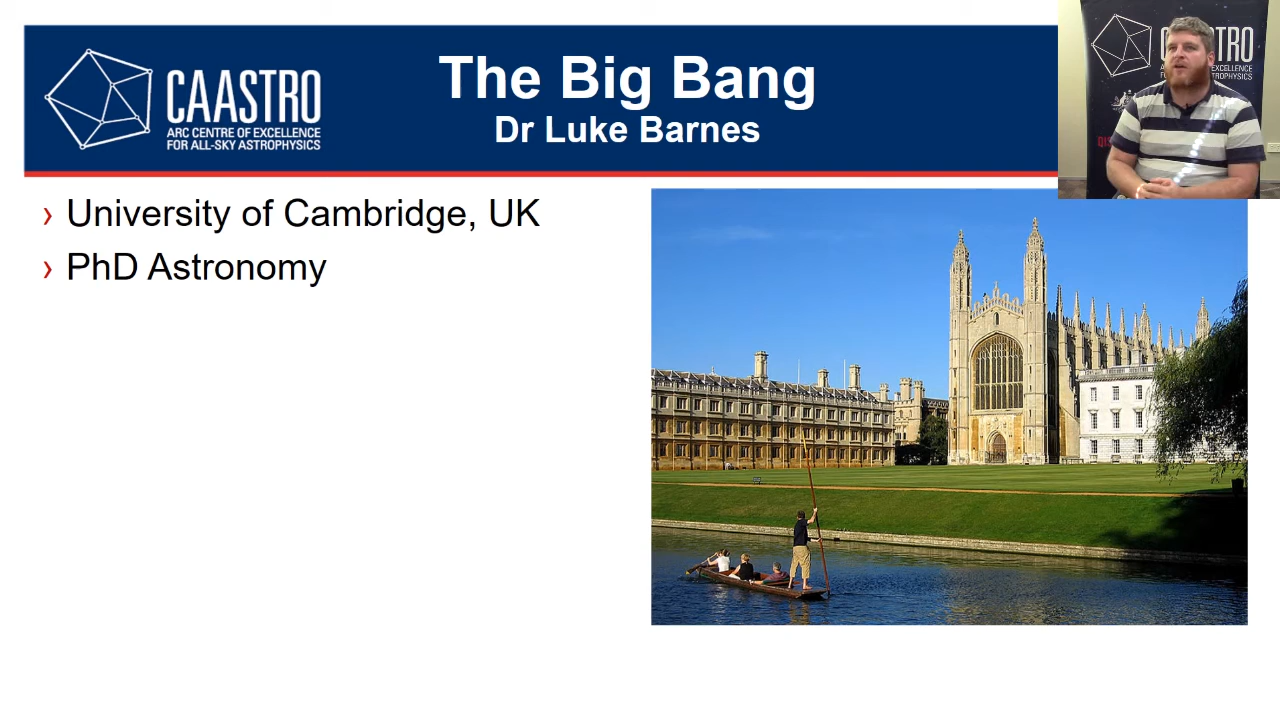 CAASTRO
ARC CENTRE OF EXCELLENCE
FOR ALL-SKY ASTROPHYSICS
The Big Bang
Dr Luke Barnes
› University of Cambridge, UK
› PhD Astronomy